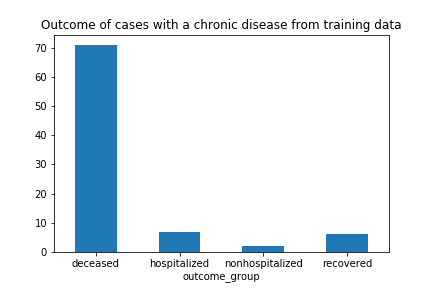 Outcome of cases with a chronic disease from training data
70
60
50
40
30
20
10
0
deceased hospitalized nonhospitalized recovered
outcome_group